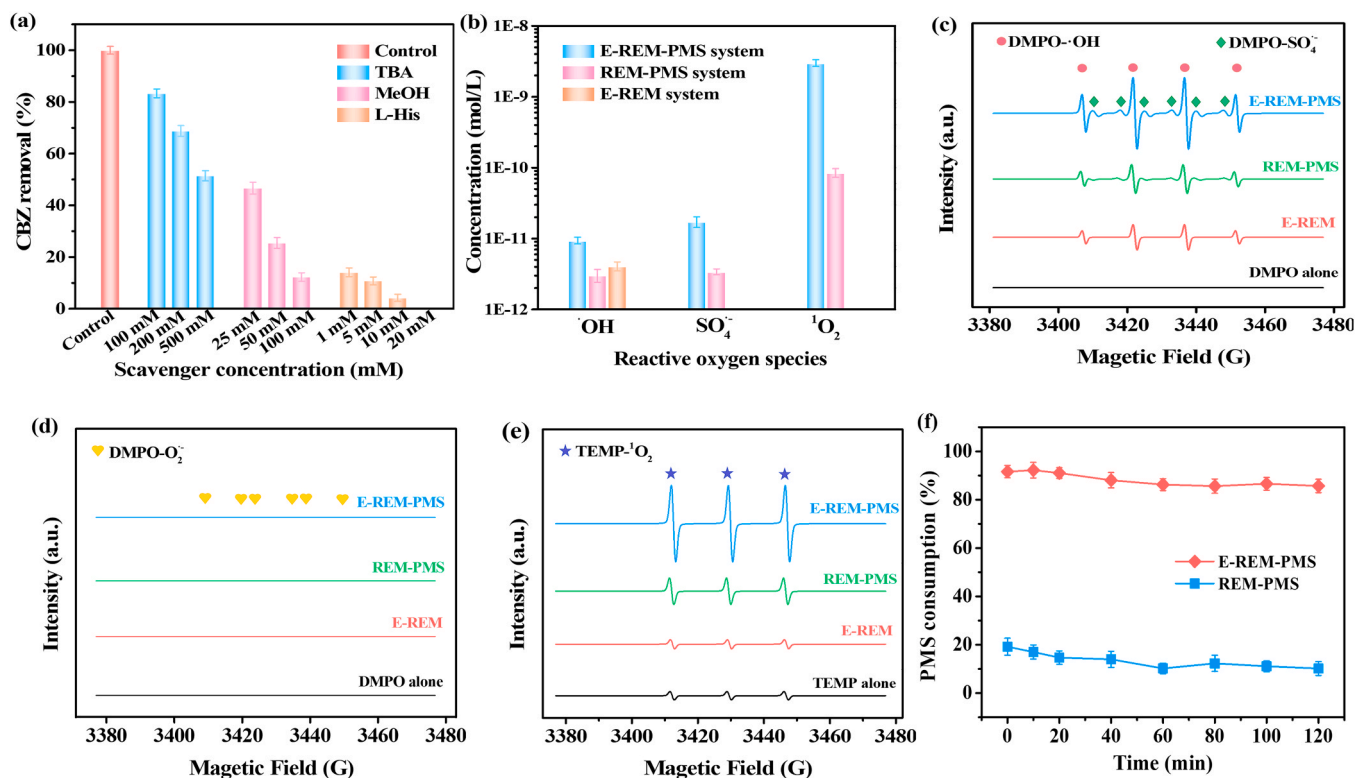 (a)
CBZ removal (%)
100
80
60
40
20
0
Control
TBA
MeOH
L-His
Control
100 mM
200 mM
500 mM
25 mM
50 mM
100 mM
1 mM
5 mM
10 mM
20 mM
Scavenger concentration (mM)
(b)
Concentration (mol/L)
1E-8
1E-9
1E-10
1E-11
1E-12
E-REM-PMS system
REM-PMS system
E-REM system
·OH
SO₄·⁻
¹O₂
Reactive oxygen species
(c)
Intensity (a.u.)
DMPO-·OH
DMPO-SO₄·⁻
E-REM-PMS
REM-PMS
E-REM
DMPO alone
3380 3400 3420 3440 3460 3480
Magetic Field (G)
(d)
Intensity (a.u.)
DMPO-O₂·⁻
E-REM-PMS
REM-PMS
E-REM
DMPO alone
3380 3400 3420 3440 3460 3480
Magetic Field (G)
(e)
Intensity (a.u.)
TEMP-¹O₂
E-REM-PMS
REM-PMS
E-REM
TEMP alone
3380 3400 3420 3440 3460 3480
Magetic Field (G)
(f)
PMS consumption (%)
100
80
60
40
20
0
E-REM-PMS
REM-PMS
0 20 40 60 80 100 120
Time (min)